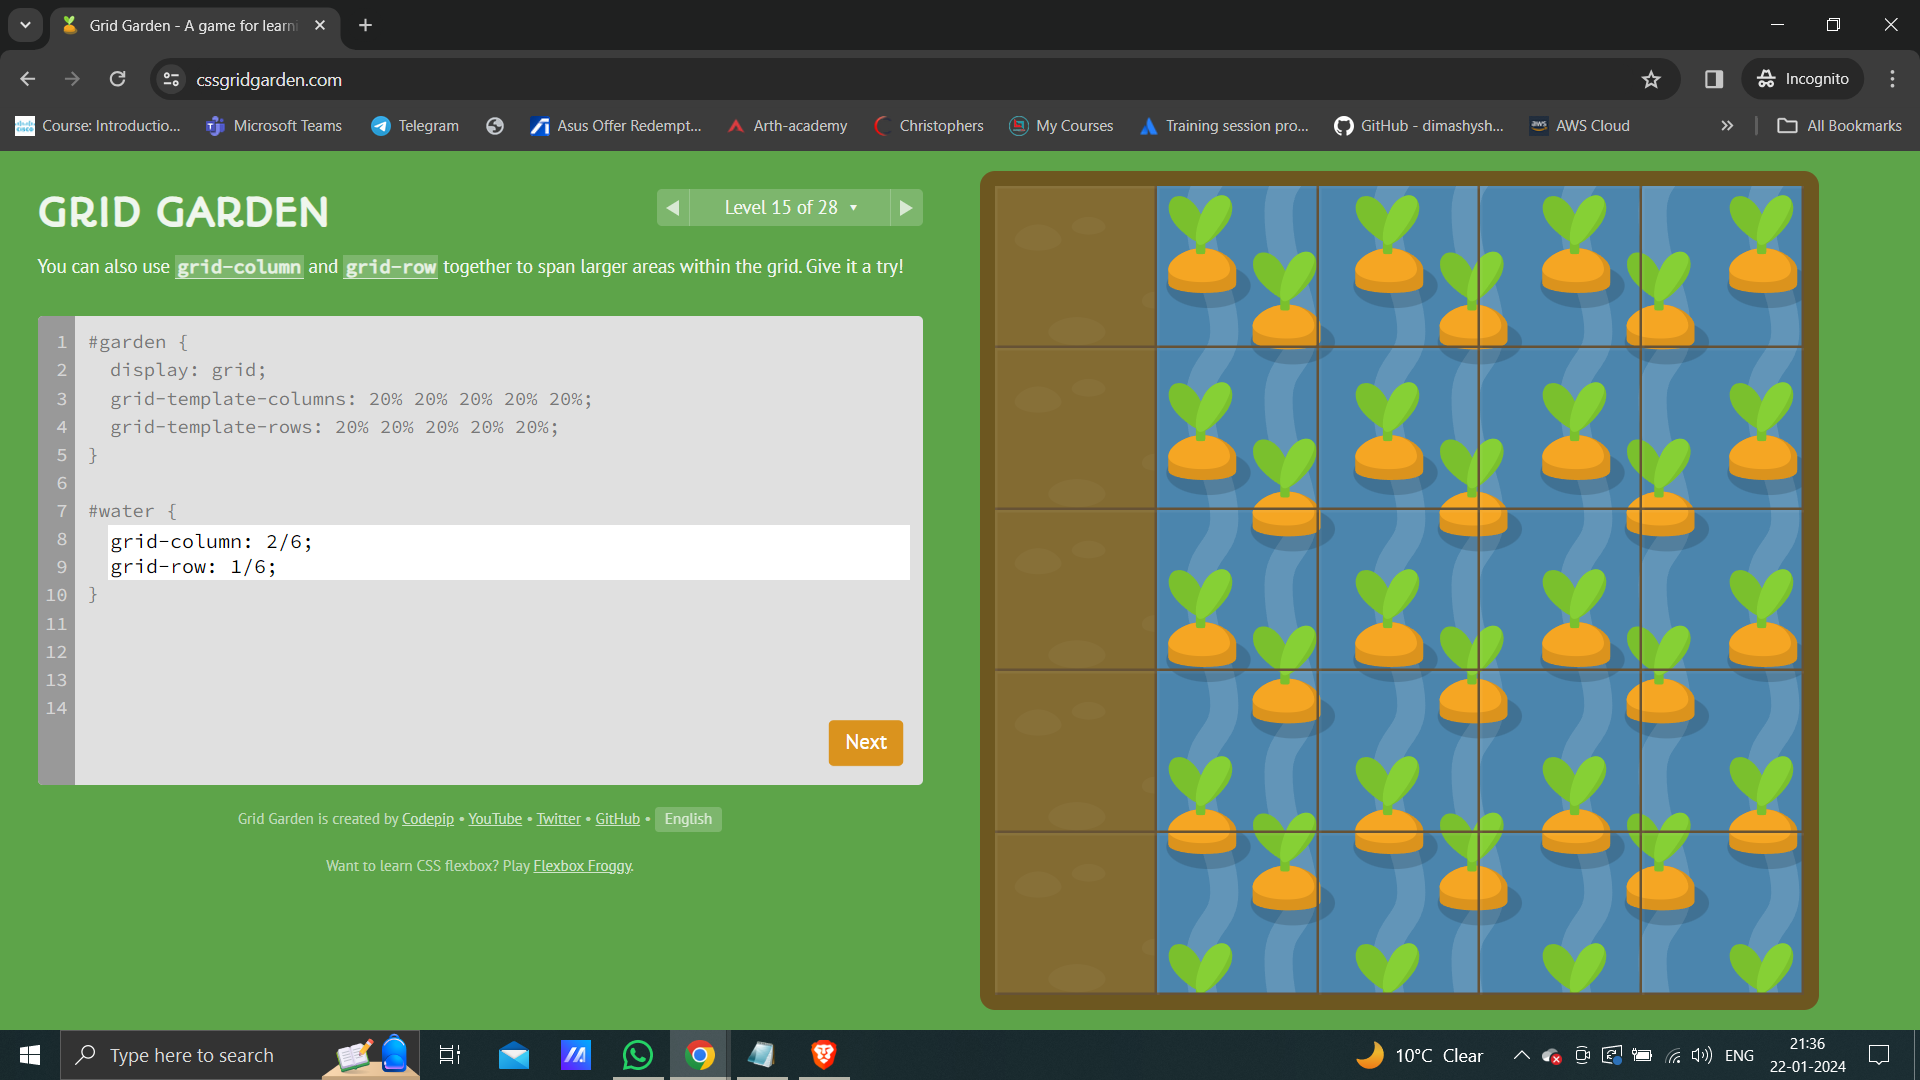 Grid Garden - A game for learni
cssgridgarden.com
Incognito
Course: Introductio...
Microsoft Teams
Telegram
Asus Offer Redempt...
Arth-academy
Christophers
My Courses
Training session pro...
GitHub - dimashysh...
AWS Cloud
All Bookmarks
GRID GARDEN
Level 15 of 28
You can also use grid-column and grid-row together to span larger areas within the grid. Give it a try!
1 #garden {
2 display: grid;
3 grid-template-columns: 20% 20% 20% 20% 20%;
4 grid-template-rows: 20% 20% 20% 20% 20%;
5 }
6
7 #water {
8 grid-column: 2/6;
9 grid-row: 1/6;
10 }
11
12
13
14
Next
Grid Garden is created by Codepip • YouTube • Twitter • GitHub • English
Want to learn CSS flexbox? Play Flexbox Froggy.
Type here to search
10°C Clear
ENG
21:36
22-01-2024